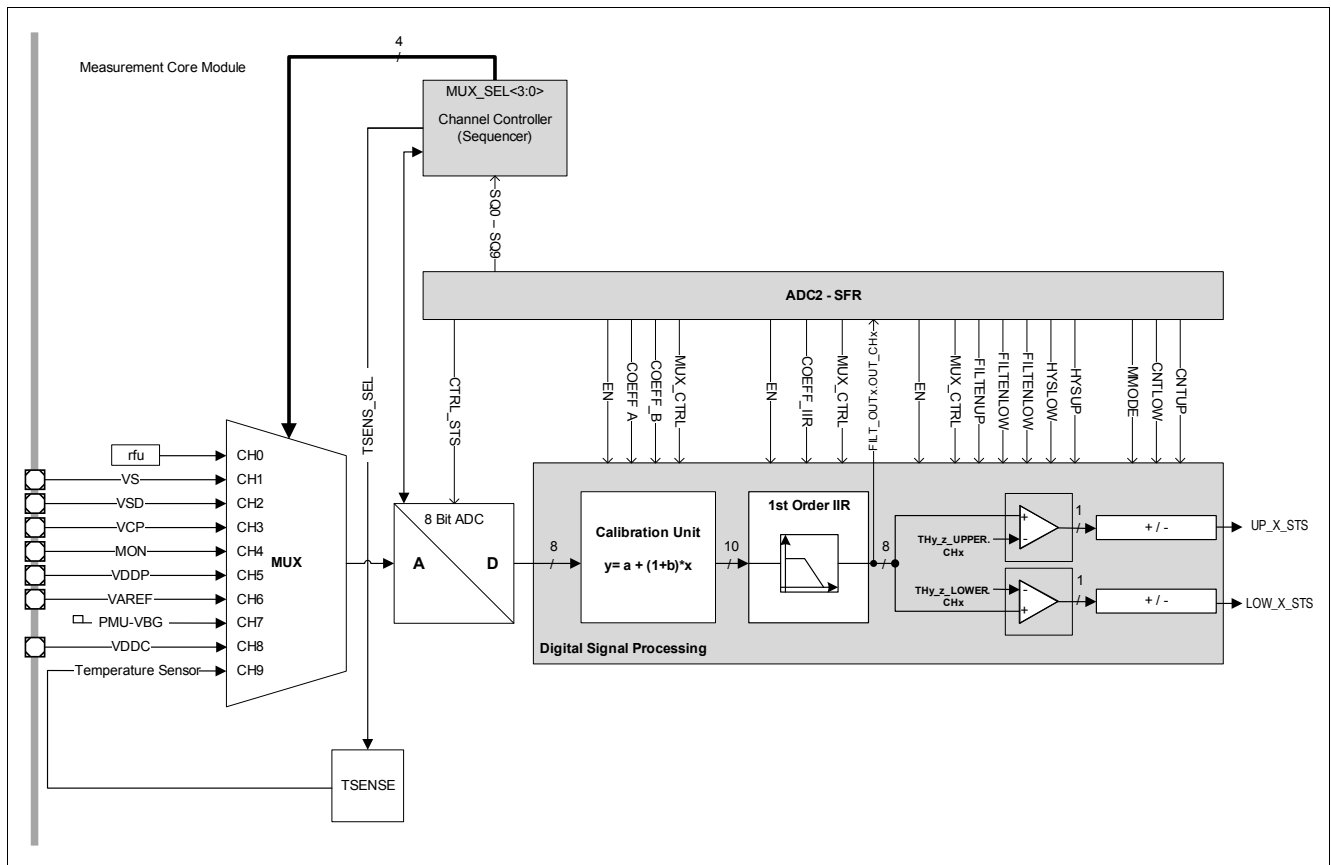 Measurement Core Module
4
MUX_SEL<3:0>
Channel Controller
(Sequencer)
SQ0 – SQ9
TSENS_SEL
ADC2 - SFR
CTRL_STS
EN
COEFF_A
COEFF_B
MUX_CTRL
EN
COEFF_IIR
MUX_CTRL
FILT_OUTx.OUT_CHx
EN
MUX_CTRL
FILTENUP
FILTENLOW
FILTENLOW
HYSLOW
HYSUP
MMODE
CNTLOW
CNTUP
rfu
VS
VSD
VCP
MON
VDDP
VAREF
PMU-VBG
VDDC
Temperature Sensor
CH0
CH1
CH2
CH3
CH4
CH5
CH6
CH7
CH8
CH9
MUX
8 Bit ADC
A
D
8
Calibration Unit
y= a + (1+b)*x
10
1st Order IIR
8
+
-
THy_z_UPPER.
CHx
1
+ / -
UP_X_STS
THy_z_LOWER.
CHx
-
+
1
+ / -
LOW_X_STS
Digital Signal Processing
TSENSE